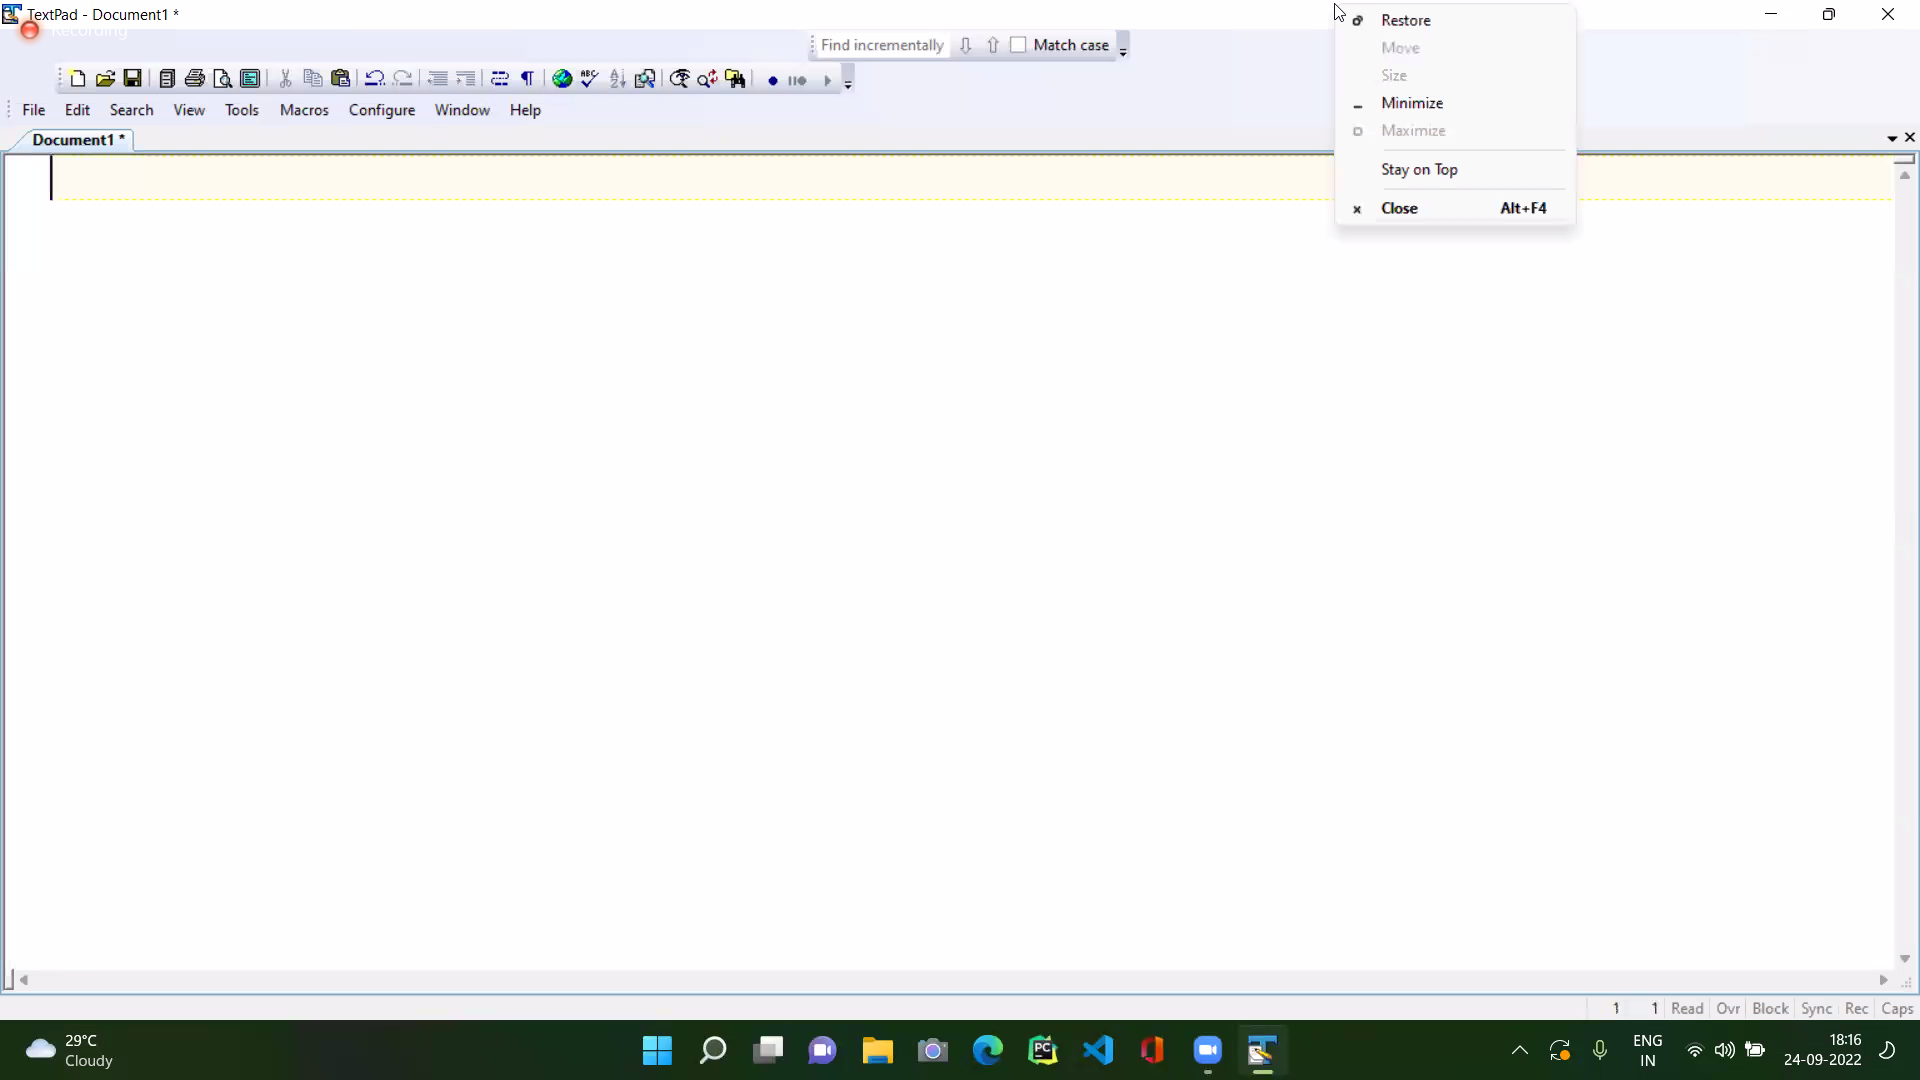 TextPad - Document1 *
Recording
Find incrementally
Match case
File Edit Search View Tools Macros Configure Window Help
Document1 *
Restore
Move
Size
Minimize
Maximize
Stay on Top
Close Alt+F4
1 1 Read Ovr Block Sync Rec Caps
29°C
Cloudy
ENG
IN
18:16
24-09-2022